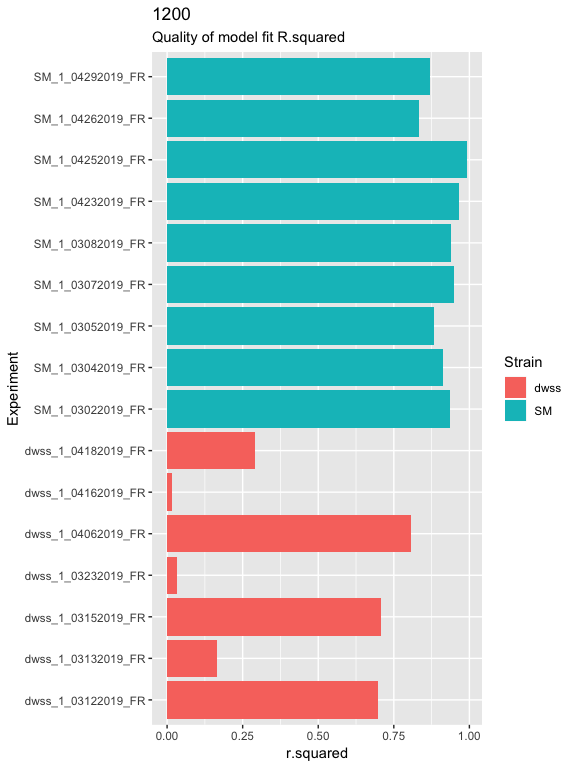 1200
Quality of model fit R.squared
SM_1_04292019_FR
SM_1_04262019_FR
SM_1_04252019_FR
SM_1_04232019_FR
SM_1_03082019_FR
SM_1_03072019_FR
SM_1_03052019_FR
SM_1_03042019_FR
SM_1_03022019_FR
dwss_1_04182019_FR
dwss_1_04162019_FR
dwss_1_04062019_FR
dwss_1_03232019_FR
dwss_1_03152019_FR
dwss_1_03132019_FR
dwss_1_03122019_FR
Experiment
0.00 0.25 0.50 0.75 1.00
r.squared
Strain
dwss
SM